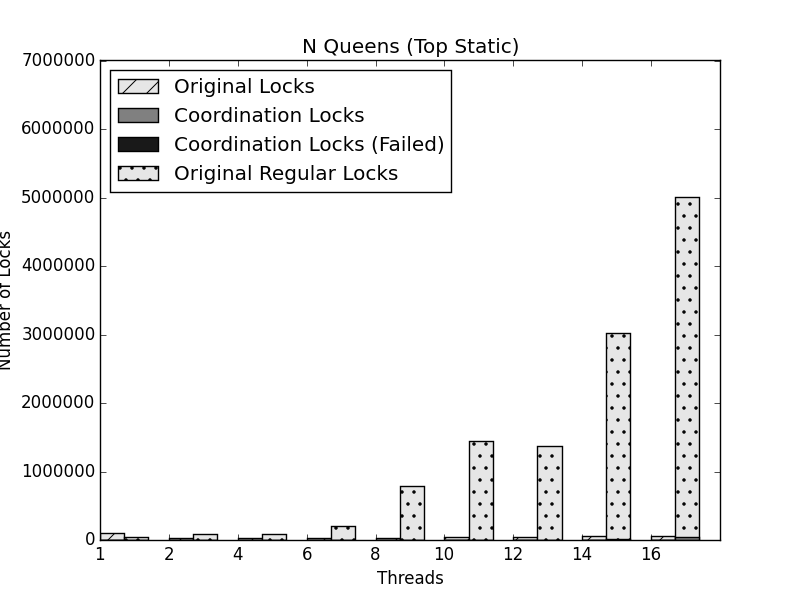 N Queens (Top Static)
7000000
6000000
5000000
4000000
3000000
2000000
1000000
0
Number of Locks
Original Locks
Coordination Locks
Coordination Locks (Failed)
Original Regular Locks
1 2 4 6 8 10 12 14 16
Threads